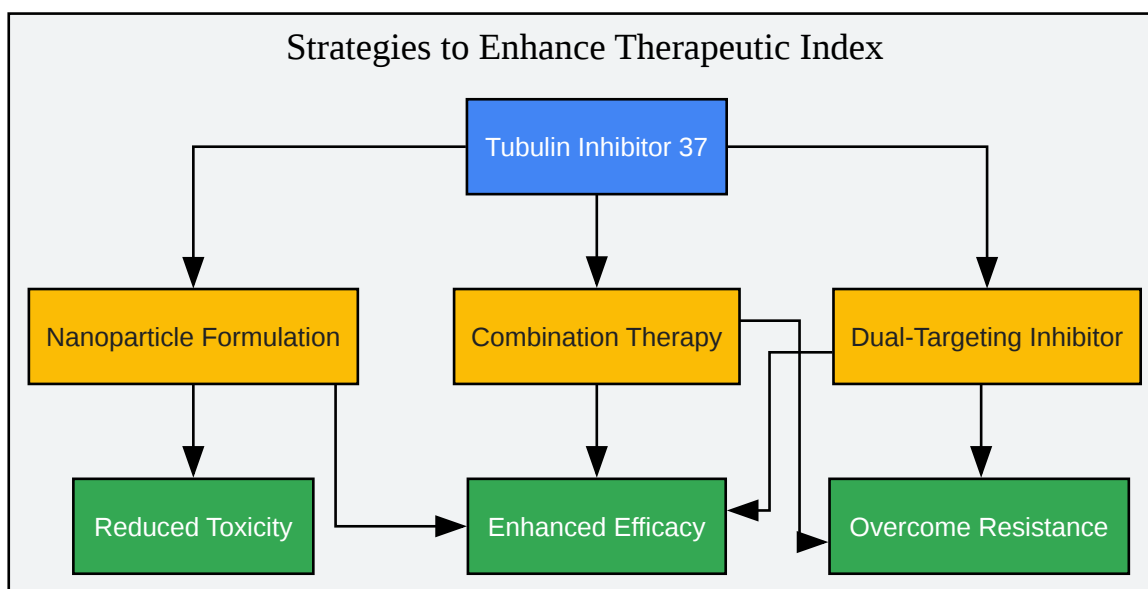 Strategies to Enhance Therapeutic Index
Tubulin Inhibitor 37
Nanoparticle Formulation
Combination Therapy
Dual-Targeting Inhibitor
Reduced Toxicity
Enhanced Efficacy
Overcome Resistance